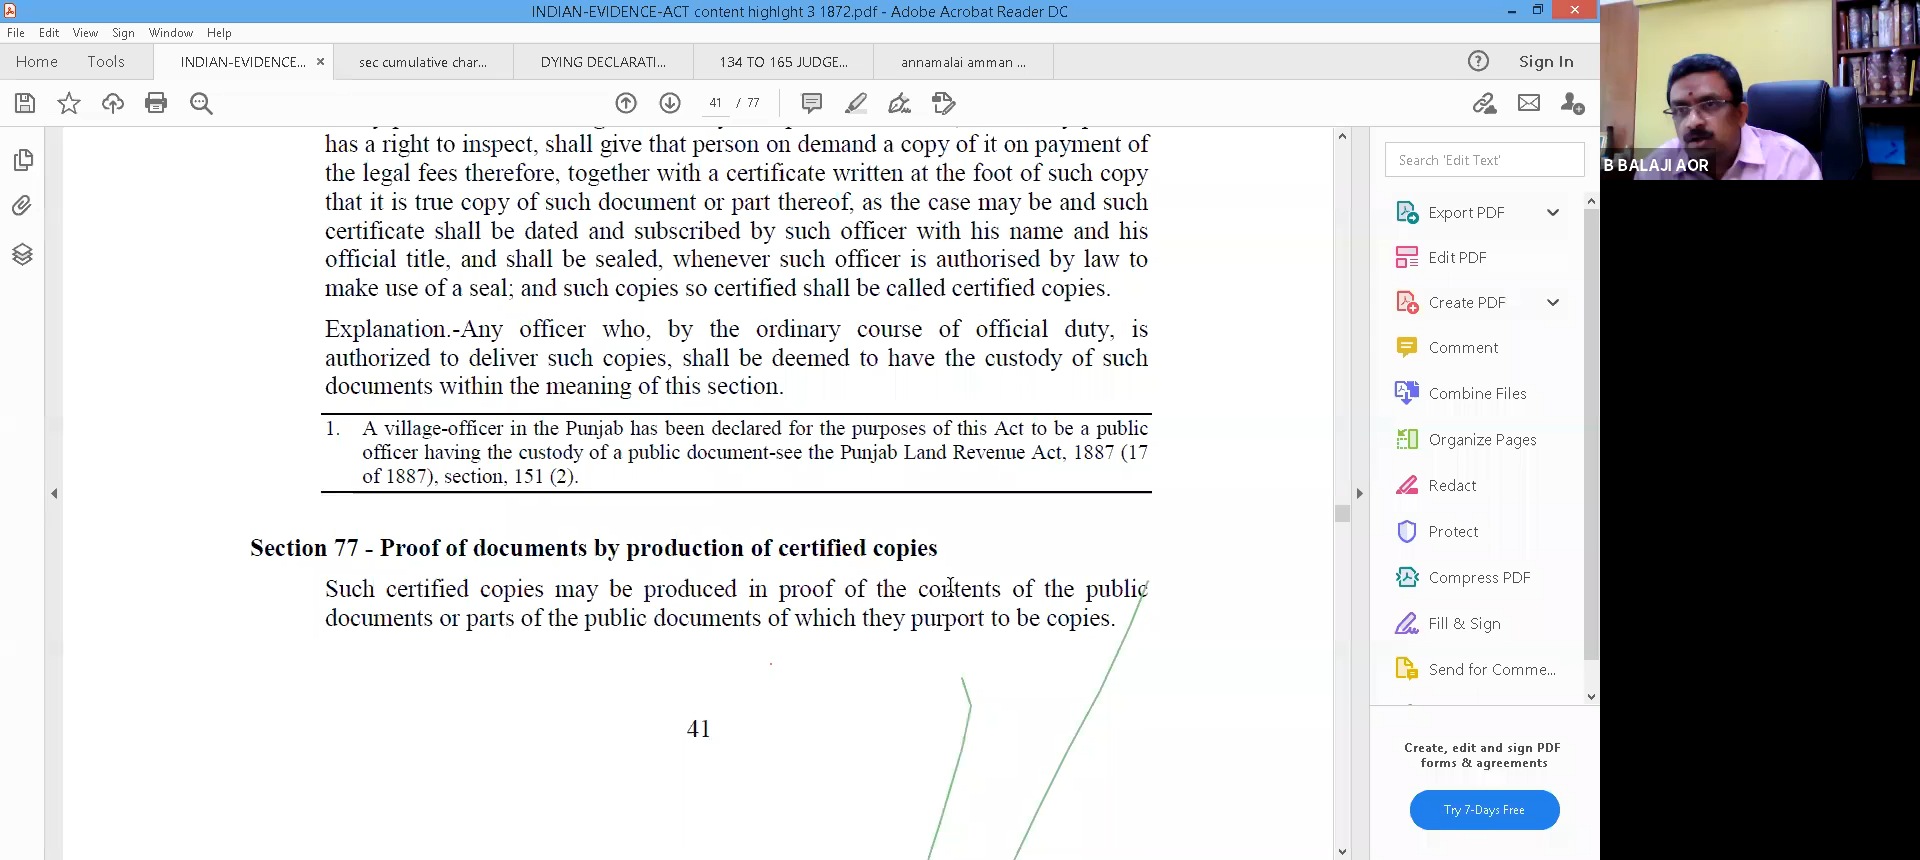 INDIAN-EVIDENCE-ACT content highlght 3 1872.pdf - Adobe Acrobat Reader DC
File Edit View Sign Window Help
Home Tools INDIAN-EVIDENCE... × sec cumulative char... DYING DECLARATI... 134 TO 165 JUDGE... annamalai amman ... Sign In
41 / 77
has a right to inspect, shall give that person on demand a copy of it on payment of
the legal fees therefore, together with a certificate written at the foot of such copy
that it is true copy of such document or part thereof, as the case may be and such
certificate shall be dated and subscribed by such officer with his name and his
official title, and shall be sealed, whenever such officer is authorised by law to
make use of a seal; and such copies so certified shall be called certified copies.
Explanation.-Any officer who, by the ordinary course of official duty, is
authorized to deliver such copies, shall be deemed to have the custody of such
documents within the meaning of this section.
1. A village-officer in the Punjab has been declared for the purposes of this Act to be a public
officer having the custody of a public document-see the Punjab Land Revenue Act, 1887 (17
of 1887), section, 151 (2).
Section 77 - Proof of documents by production of certified copies
Such certified copies may be produced in proof of the contents of the public
documents or parts of the public documents of which they purport to be copies.
41
Search 'Edit Text'
Export PDF
Edit PDF
Create PDF
Comment
Combine Files
Organize Pages
Redact
Protect
Compress PDF
Fill & Sign
Send for Comme...
Create, edit and sign PDF
forms & agreements
Try 7-Days Free
B BALAJI AOR